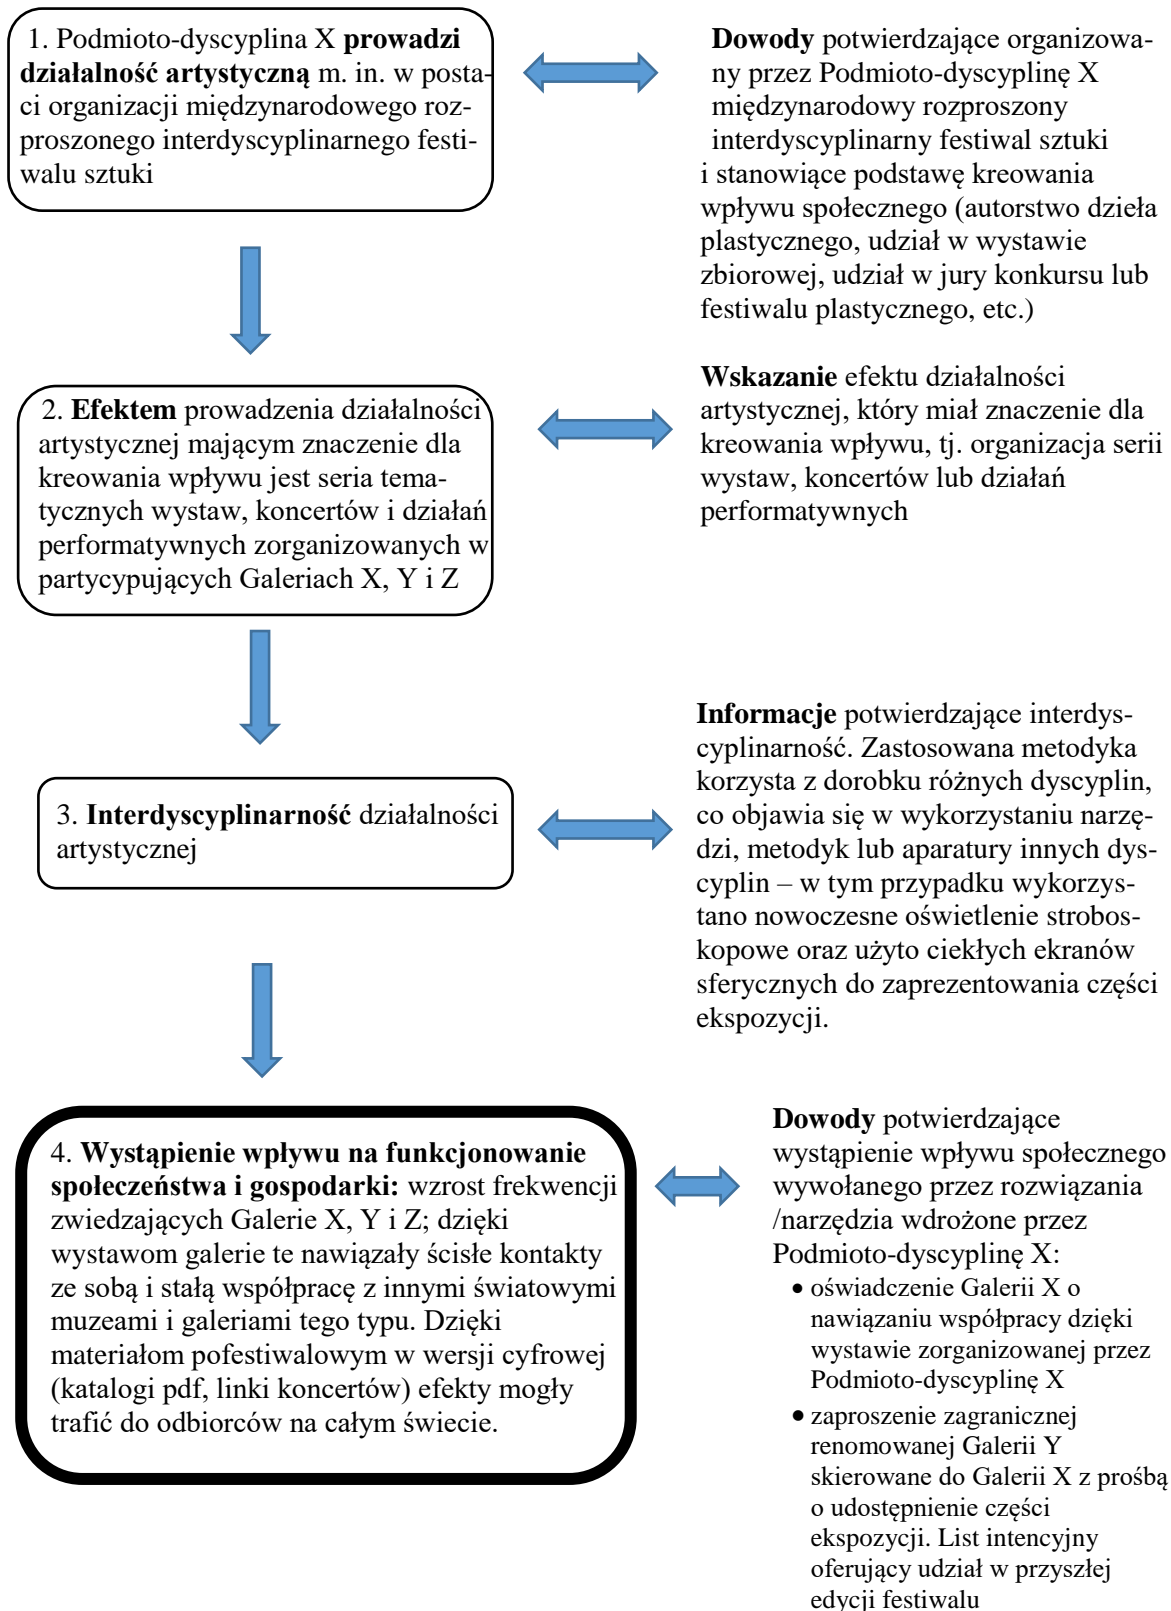 1. Podmioto-dyscyplina X prowadzi
działalność artystyczną m. in. w posta-
ci organizacji międzynarodowego roz-
proszonego interdyscyplinarnego festi-
walu sztuki
Dowody potwierdzające organizowa-
ny przez Podmioto-dyscyplinę X
międzynarodowy rozproszony
interdyscyplinarny festiwal sztuki
i stanowiące podstawę kreowania
wpływu społecznego (autorstwo dzieła
plastycznego, udział w wystawie
zbiorowej, udział w jury konkursu lub
festiwalu plastycznego, etc.)
2. Efektem prowadzenia działalności
artystycznej mającym znaczenie dla
kreowania wpływu jest seria tema-
tycznych wystaw, koncertów i działań
performatywnych zorganizowanych w
partycypujących Galeriach X, Y i Z
Wskazanie efektu działalności
artystycznej, który miał znaczenie dla
kreowania wpływu, tj. organizacja serii
wystaw, koncertów lub działań
performatywnych
3. Interdyscyplinarność działalności
artystycznej
Informacje potwierdzające interdys-
cyplinarność. Zastosowana metodyka
korzysta z dorobku różnych dyscyplin,
co objawia się w wykorzystaniu narzę-
dzi, metodyk lub aparatury innych dys-
cyplin – w tym przypadku wykorzys-
tano nowoczesne oświetlenie strobos-
kopowe oraz użyto ciekłych ekranów
sferycznych do zaprezentowania części
ekspozycji.
4. Wystąpienie wpływu na funkcjonowanie
społeczeństwa i gospodarki: wzrost frekwencji
zwiedzających Galerie X, Y i Z; dzięki
wystawom galerie te nawiązały ścisłe kontakty
ze sobą i stałą współpracę z innymi światowymi
muzeami i galeriami tego typu. Dzięki
materiałom pofestiwalowym w wersji cyfrowej
(katalogi pdf, linki koncertów) efekty mogły
trafić do odbiorców na całym świecie.
Dowody potwierdzające
wystąpienie wpływu społecznego
wywołanego przez rozwiązania
/narzędzia wdrożone przez
Podmioto-dyscyplinę X:
• oświadczenie Galerii X o
nawiązaniu współpracy dzięki
wystawie zorganizowanej przez
Podmioto-dyscyplinę X
• zaproszenie zagranicznej
renomowanej Galerii Y
skierowane do Galerii X z prośbą
o udostępnienie części
ekspozycji. List intencyjny
oferujący udział w przyszłej
edycji festiwalu